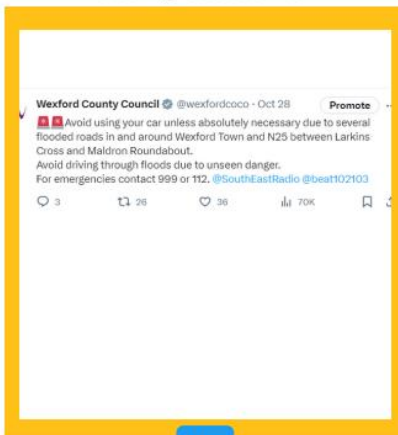 Wexford County Council @wexfordcoco · Oct 28 Promote
🚨🚨Avoid using your car unless absolutely necessary due to several
flooded roads in and around Wexford Town and N25 between Larkins
Cross and Maldron Roundabout.
Avoid driving through floods due to unseen danger.
For emergencies contact 999 or 112. @SouthEastRadio @beat102103
3 26 36 70K